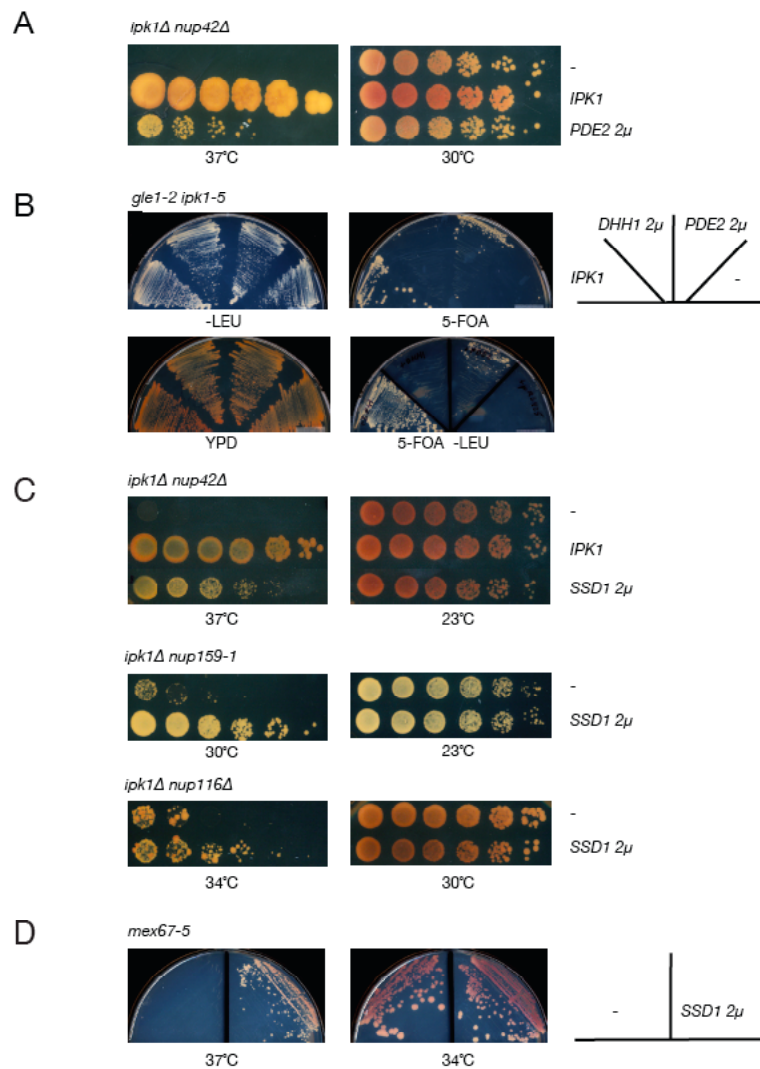 A
ipk1Δ nup42Δ
-
IPK1
PDE2 2µ
37°C
30°C
B
gle1-2 ipk1-5
DHH1 2µ
PDE2 2µ
IPK1
-
-LEU
5-FOA
YPD
5-FOA -LEU
C
ipk1Δ nup42Δ
-
IPK1
SSD1 2µ
37°C
23°C
ipk1Δ nup159-1
-
SSD1 2µ
30°C
23°C
ipk1Δ nup116Δ
-
SSD1 2µ
34°C
30°C
D
mex67-5
-
SSD1 2µ
37°C
34°C